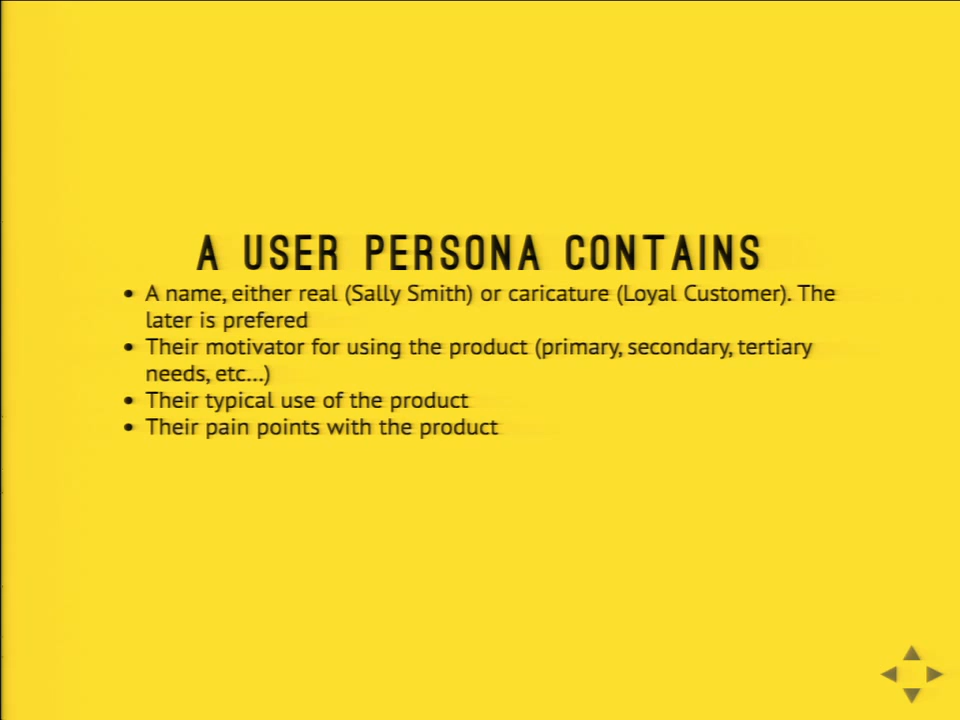 A USER PERSONA CONTAINS
• A name, either real (Sally Smith) or caricature (Loyal Customer). The
later is prefered
• Their motivator for using the product (primary, secondary, tertiary
needs, etc...)
• Their typical use of the product
• Their pain points with the product